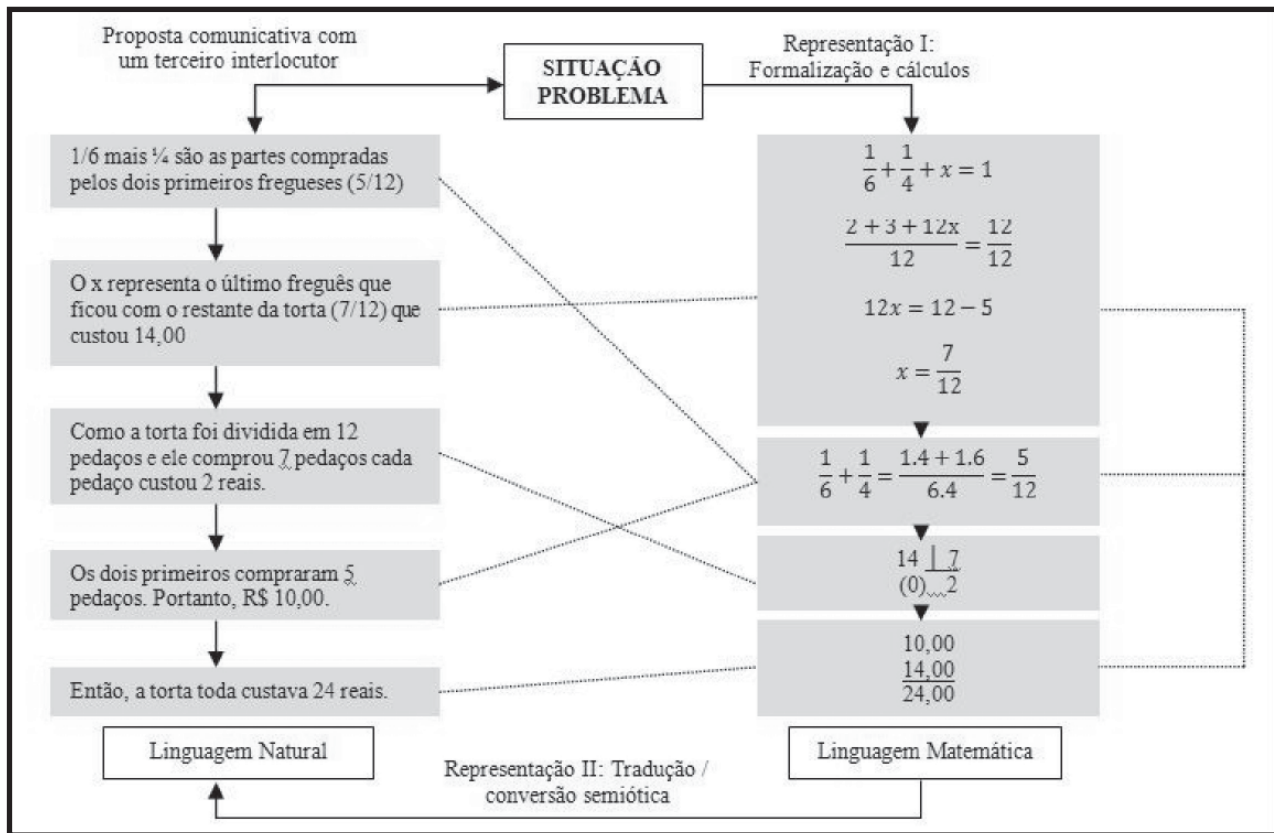 Proposta comunicativa com
um terceiro interlocutor
SITUAÇÃO
PROBLEMA
Representação I:
Formalização e cálculos
1/6 mais ¼ são as partes compradas
pelos dois primeiros fregueses (5/12)
O x representa o último freguês que
ficou com o restante da torta (7/12) que
custou 14,00
Como a torta foi dividida em 12
pedaços e ele comprou 7 pedaços cada
pedaço custou 2 reais.
Os dois primeiros compraram 5
pedaços. Portanto, R$ 10,00.
Então, a torta toda custava 24 reais.
Linguagem Natural
1/6 + 1/4 + x = 1
(2 + 3 + 12x)/12 = 12/12
12x = 12 − 5
x = 7/12
1/6 + 1/4 = (1.4 + 1.6)/6.4 = 5/12
14 | 7
(0) 2
10,00
14,00
24,00
Linguagem Matemática
Representação II: Tradução /
conversão semiótica